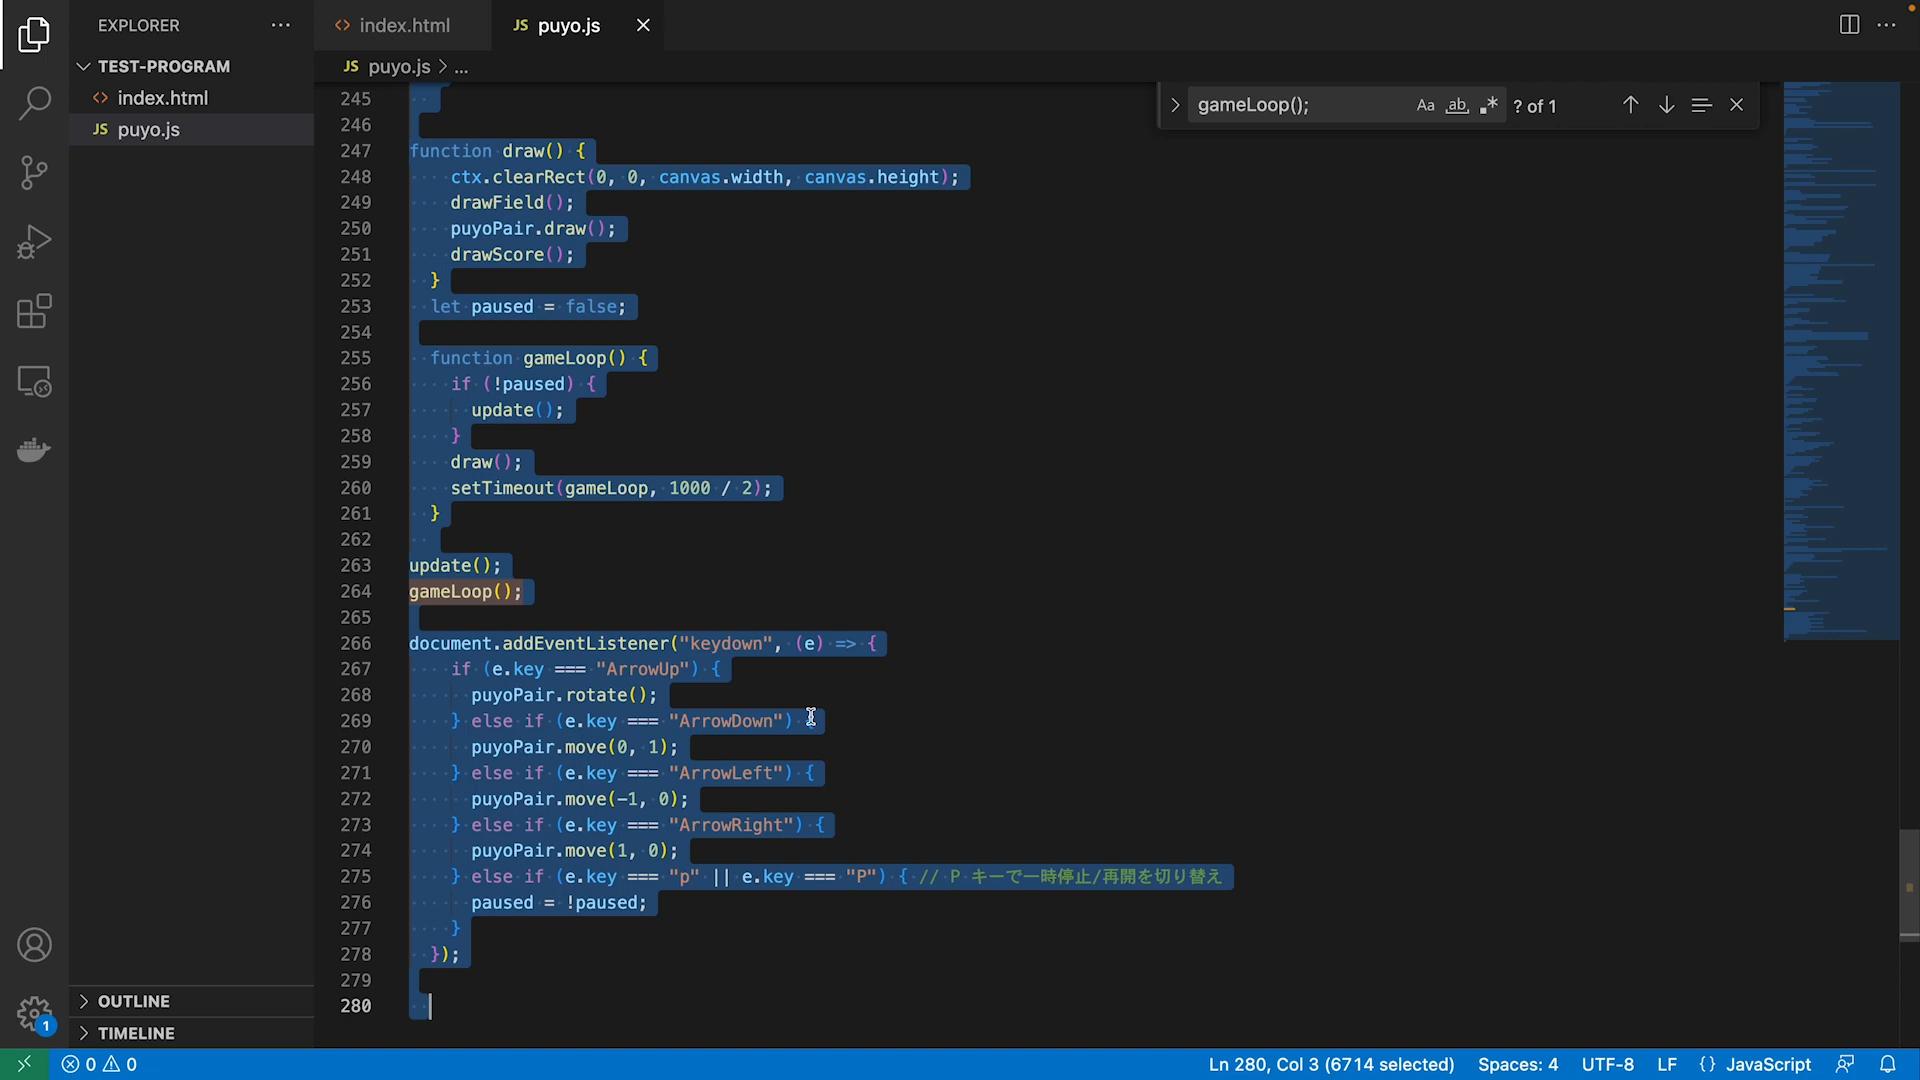 EXPLORER
index.html
JS puyo.js
TEST-PROGRAM
JS puyo.js > ...
index.html
JS puyo.js
gameLoop();
Aa
ab
? of 1
245
246
247 function draw() {
248 ctx.clearRect(0, 0, canvas.width, canvas.height);
249 drawField();
250 puyoPair.draw();
251 drawScore();
252 }
253 let paused = false;
254
255 function gameLoop() {
256 if (!paused) {
257 update();
258 }
259 draw();
260 setTimeout(gameLoop, 1000 / 2);
261 }
262
263 update();
264 gameLoop();
265
266 document.addEventListener("keydown", (e) => {
267 if (e.key === "ArrowUp") {
268 puyoPair.rotate();
269 } else if (e.key === "ArrowDown") {
270 puyoPair.move(0, 1);
271 } else if (e.key === "ArrowLeft") {
272 puyoPair.move(-1, 0);
273 } else if (e.key === "ArrowRight") {
274 puyoPair.move(1, 0);
275 } else if (e.key === "p" || e.key === "P") { // P キーで一時停止/再開を切り替え
276 paused = !paused;
277 }
278 });
279
280
OUTLINE
TIMELINE
1
0 0
Ln 280, Col 3 (6714 selected)
Spaces: 4
UTF-8
LF
{} JavaScript